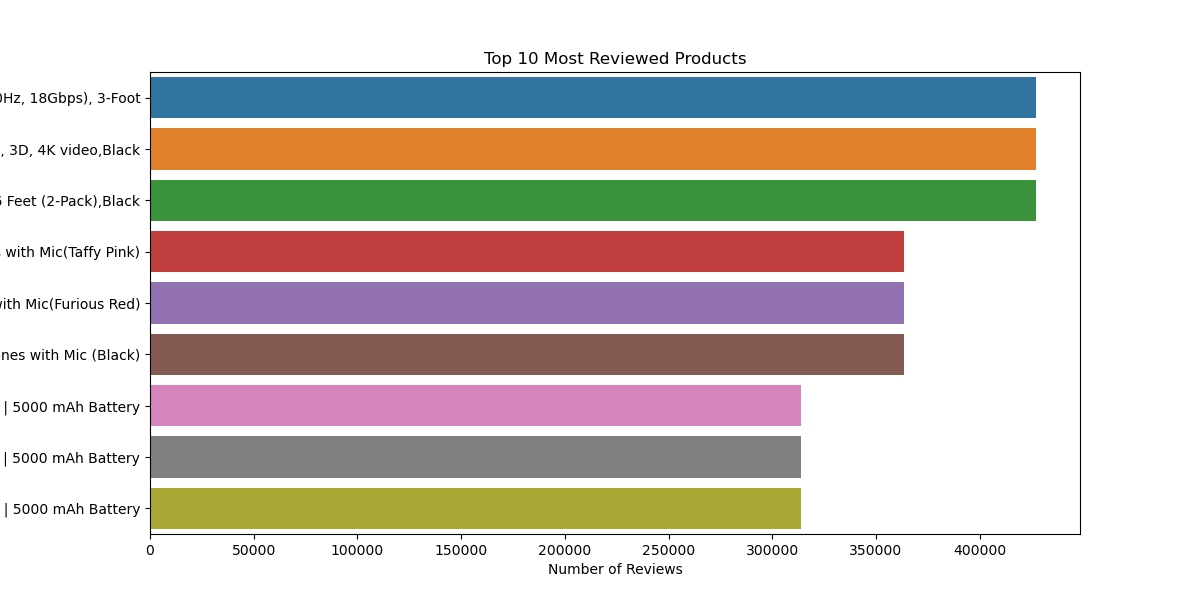 Top 10 Most Reviewed Products
0Hz, 18Gbps), 3-Foot
, 3D, 4K video,Black
Feet (2-Pack),Black
with Mic(Taffy Pink)
with Mic(Furious Red)
nes with Mic (Black)
| 5000 mAh Battery
| 5000 mAh Battery
| 5000 mAh Battery
0 50000 100000 150000 200000 250000 300000 350000 400000
Number of Reviews